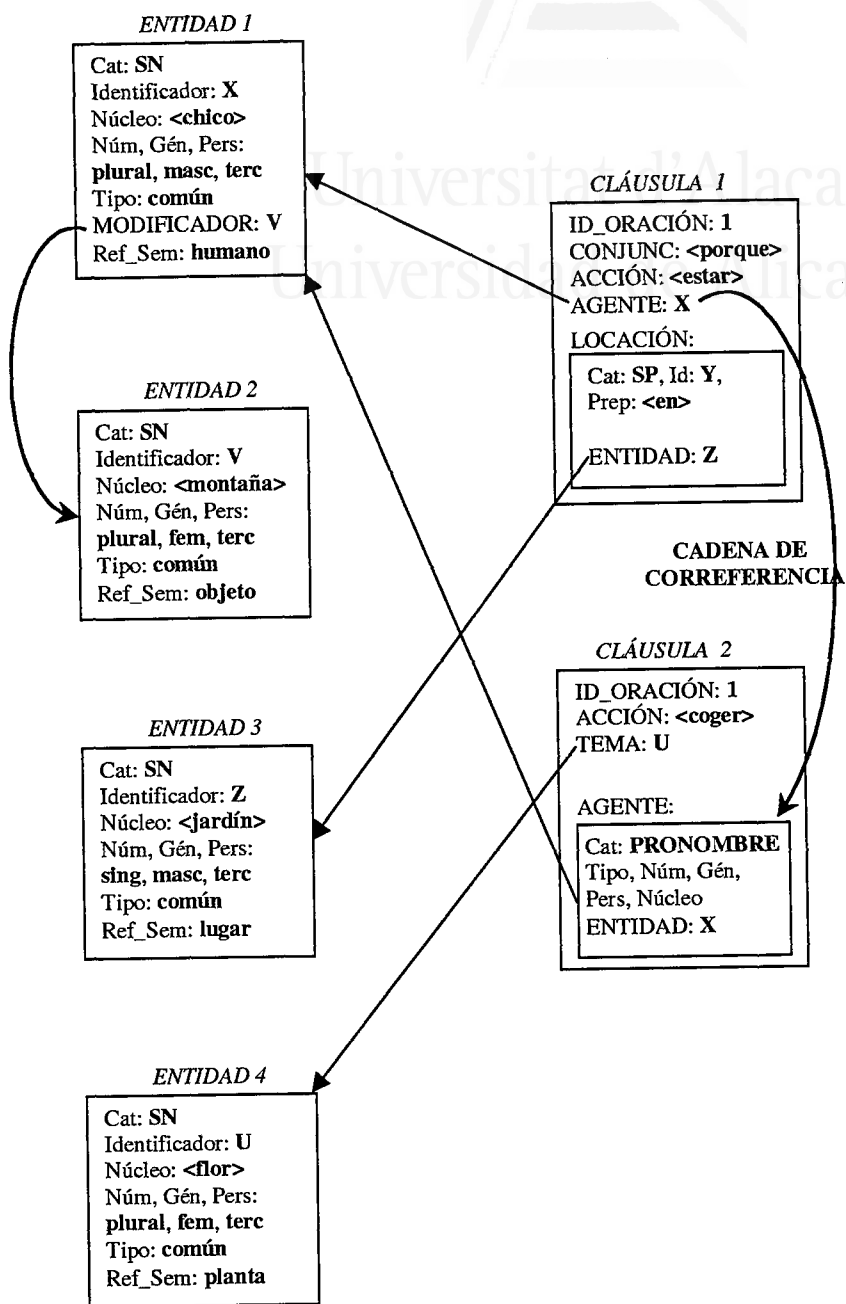 ENTIDAD 1
Cat: SN
Identificador: X
Núcleo: <chico>
Núm, Gén, Pers:
plural, masc, terc
Tipo: común
MODIFICADOR: V
Ref_Sem: humano
Universitat d'Alaca
Universidad de Alica
CLÁUSULA 1
ID_ORACIÓN: 1
CONJUNC: <porque>
ACCIÓN: <estar>
AGENTE: X
LOCACIÓN:
Cat: SP, Id: Y,
Prep: <en>
ENTIDAD: Z
ENTIDAD 2
Cat: SN
Identificador: V
Núcleo: <montaña>
Núm, Gén, Pers:
plural, fem, terc
Tipo: común
Ref_Sem: objeto
CADENA DE
CORREFERENCIA
CLÁUSULA 2
ID_ORACIÓN: 1
ACCIÓN: <coger>
TEMA: U
AGENTE:
Cat: PRONOMBRE
Tipo, Núm, Gén,
Pers, Núcleo
ENTIDAD: X
ENTIDAD 3
Cat: SN
Identificador: Z
Núcleo: <jardín>
Núm, Gén, Pers:
sing, masc, terc
Tipo: común
Ref_Sem: lugar
ENTIDAD 4
Cat: SN
Identificador: U
Núcleo: <flor>
Núm, Gén, Pers:
plural, fem, terc
Tipo: común
Ref_Sem: planta